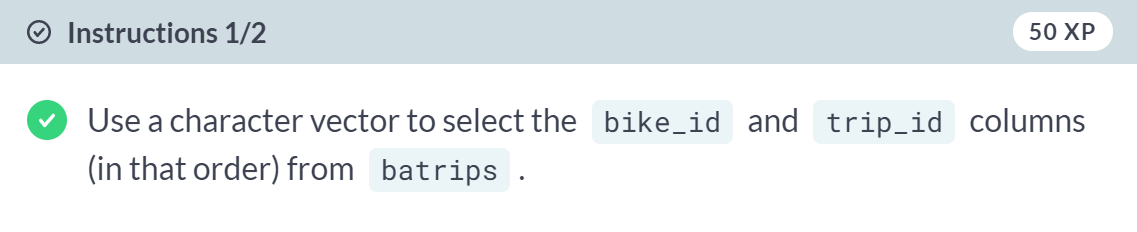 Instructions 1/2
50 XP
Use a character vector to select the bike_id and trip_id columns
(in that order) from batrips .